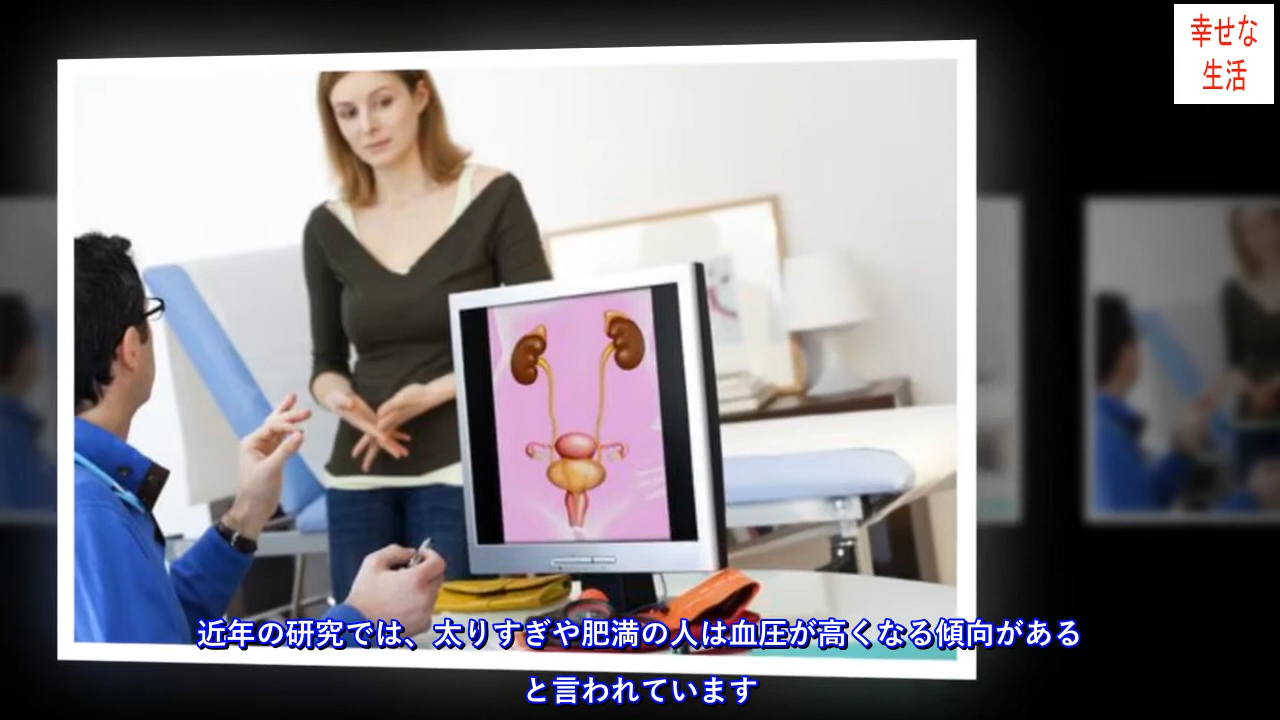 幸せな
生活
近年の研究では、太りすぎや肥満の人は血圧が高くなる傾向がある
と言われています